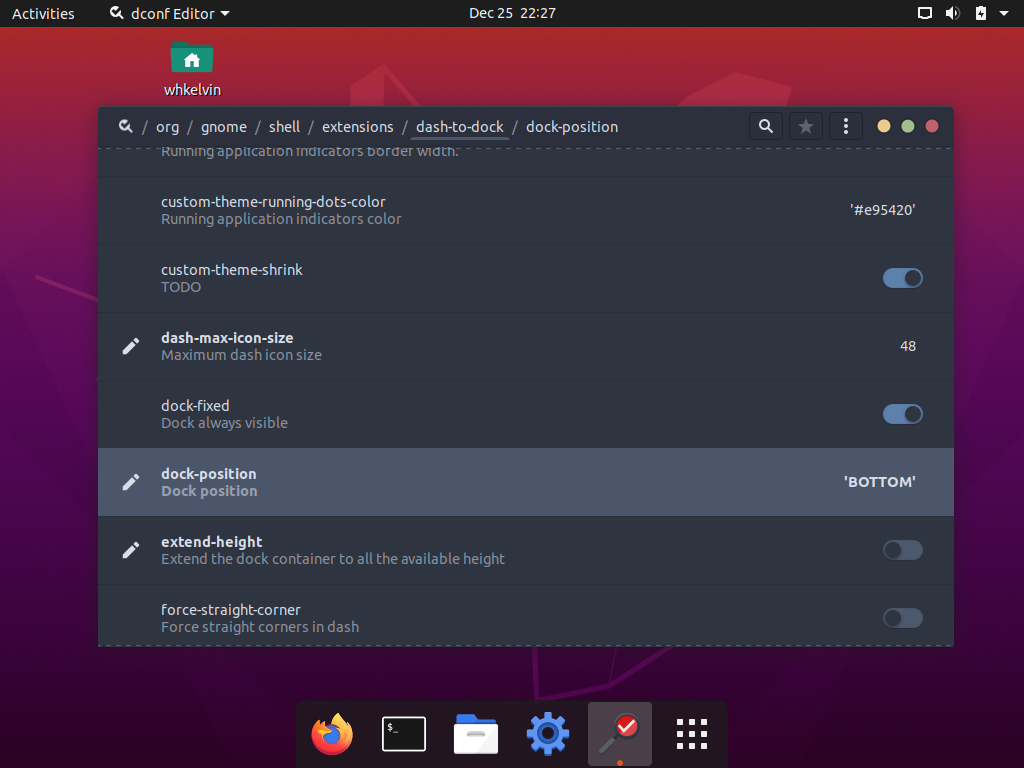 Activities
dconf Editor
Dec 25 22:27
whkelvin
/ org / gnome / shell / extensions / dash-to-dock / dock-position
Running application indicators border width.
custom-theme-running-dots-color
Running application indicators color
'#e95420'
custom-theme-shrink
TODO
dash-max-icon-size
Maximum dash icon size
48
dock-fixed
Dock always visible
dock-position
Dock position
'BOTTOM'
extend-height
Extend the dock container to all the available height
force-straight-corner
Force straight corners in dash
$_